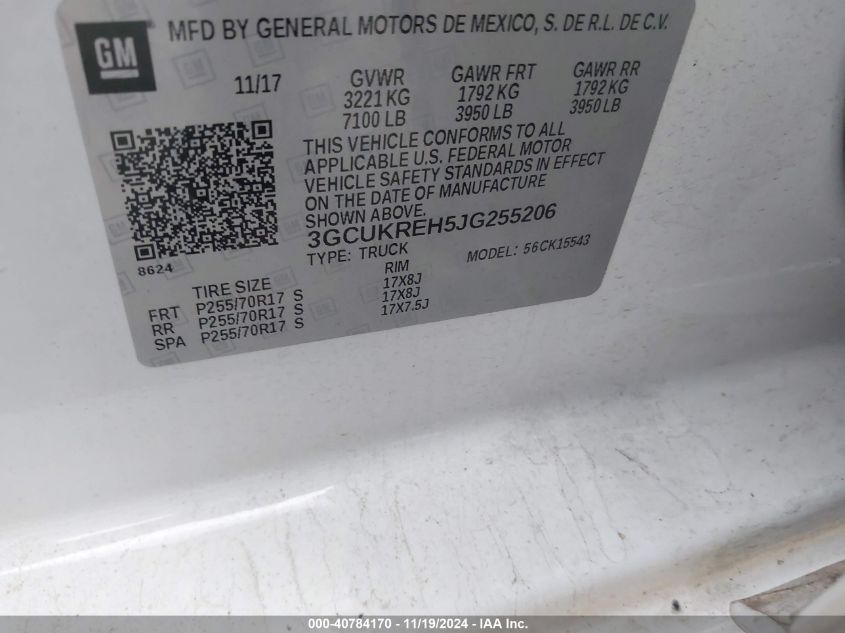 GM
MFD BY GENERAL MOTORS DE MEXICO, S. DE R.L. DE C.V.
11/17
GVWR GAWR FRT GAWR RR
3221 KG 1792 KG 1792 KG
7100 LB 3950 LB 3950 LB
THIS VEHICLE CONFORMS TO ALL
APPLICABLE U.S. FEDERAL MOTOR
VEHICLE SAFETY STANDARDS IN EFFECT
ON THE DATE OF MANUFACTURE
SHOWN ABOVE.
3GCUKREH5JG255206
TYPE: TRUCK MODEL: 56CK15543
8624
TIRE SIZE RIM
FRT P255/70R17 S 17X8J
RR P255/70R17 S 17X8J
SPA P255/70R17 S 17X7.5J
000-40784170 - 11/19/2024 - IAA Inc.